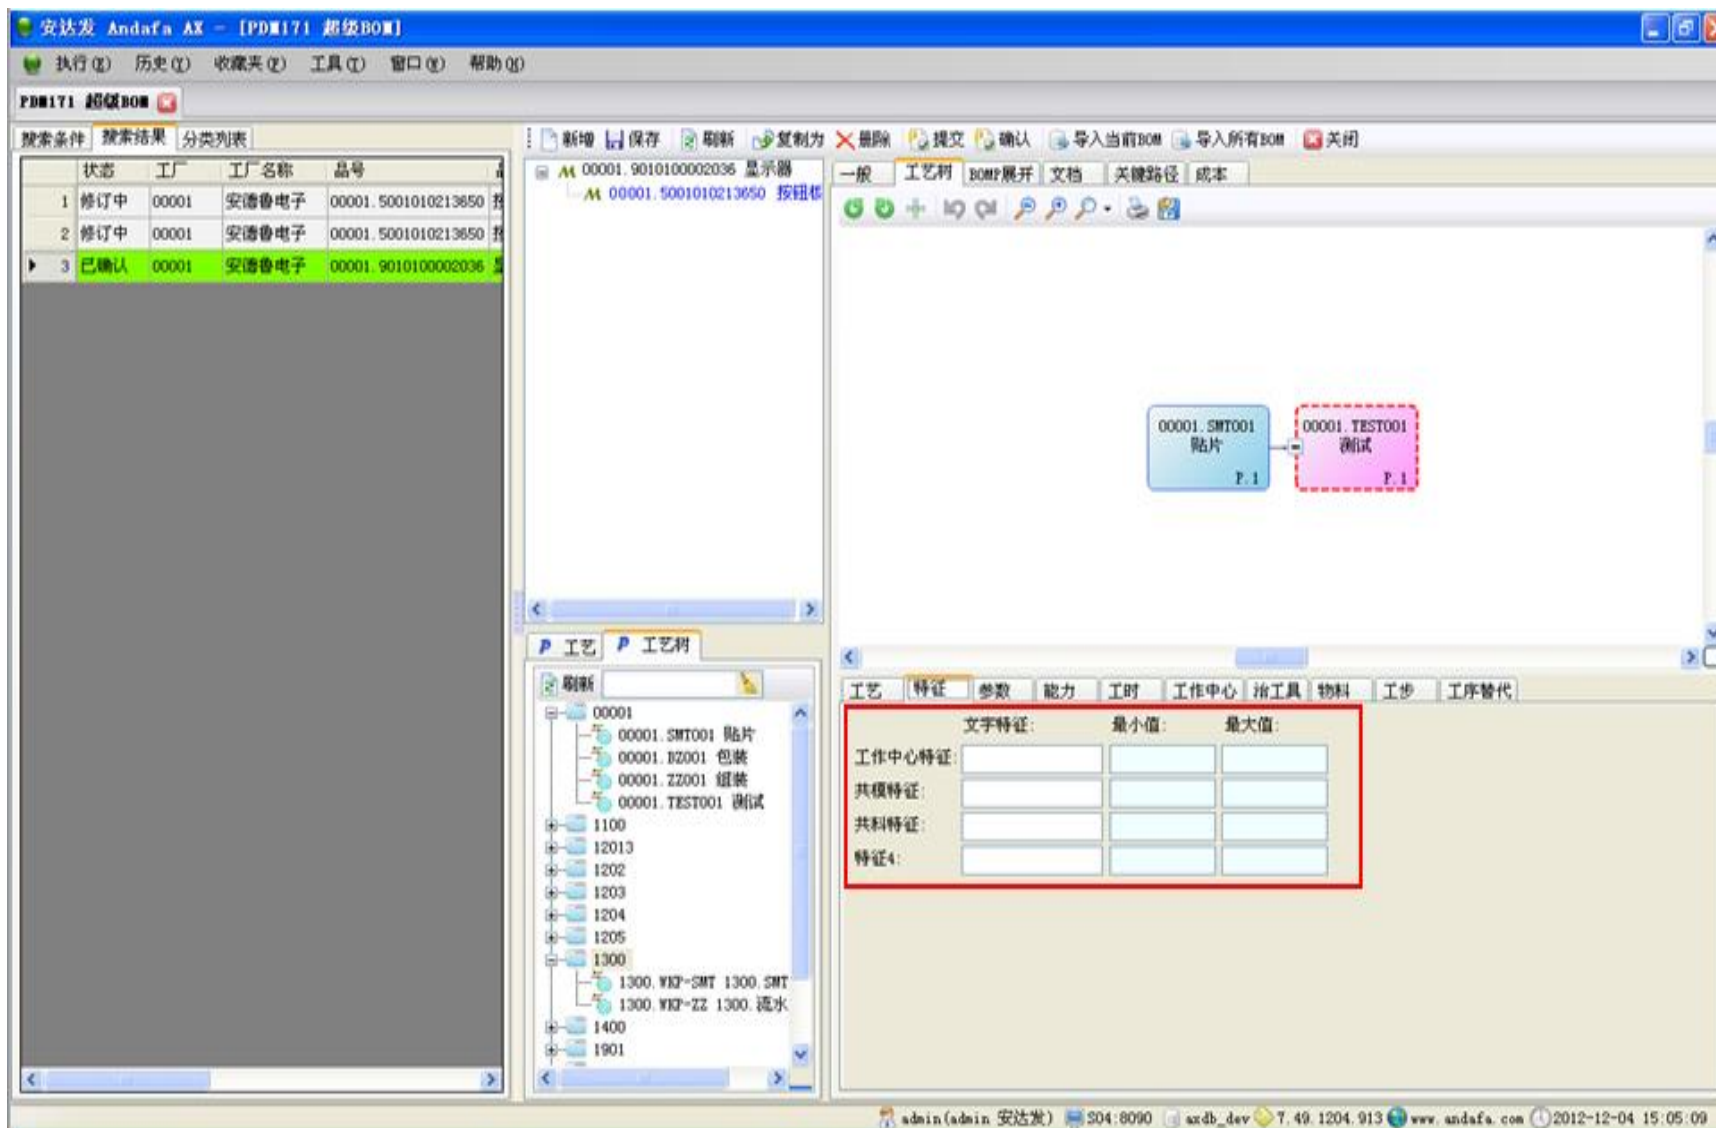 安达发 Andafa AX - [PDM171 超级BOM]
执行(E) 历史(Y) 收藏夹(F) 工具(T) 窗口(W) 帮助(H)
PDM171 超级BOM
搜索条件 搜索结果 分类列表
状态 工厂 工厂名称 品号
1 修订中 00001 安德鲁电子 00001.5001010213650
2 修订中 00001 安德鲁电子 00001.5001010213650
3 已确认 00001 安德鲁电子 00001.9010100002036
新增 保存 刷新 复制为 删除 提交 确认 导入当前BOM 导入所有BOM 关闭
00001.9010100002036 显示器
00001.5001010213650 按钮板
一般 工艺树 BOMP展开 文档 关键路径 成本
00001.SMT001
贴片
P.1
00001.TEST001
测试
P.1
P 工艺 P 工艺树
刷新
00001
00001.SMT001 贴片
00001.BZ001 包装
00001.ZZ001 组装
00001.TEST001 测试
1100
12013
1202
1203
1204
1205
1300
1300.WKP-SMT 1300.SMT
1300.WKP-ZZ 1300.流水
1400
1901
工艺 特征 参数 能力 工时 工作中心 治工具 物料 工步 工序替代
文字特征: 最小值: 最大值:
工作中心特征:
共模特征:
共料特征:
特征4:
admin(admin 安达发) S04:8090 axdb_dev 7.49.1204.913 www.andafa.com 2012-12-04 15:05:09